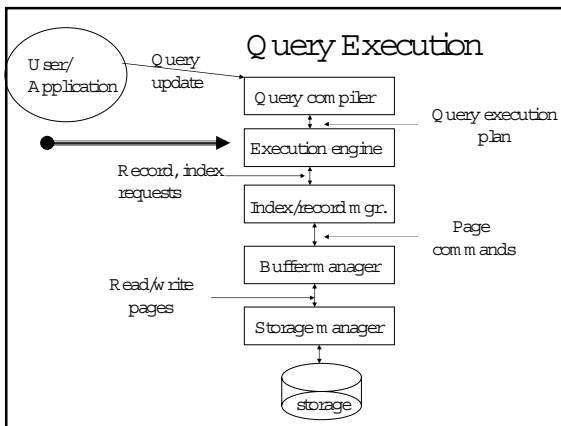 Query Execution
User/
Application
Query
update
Query compiler
Query execution
plan
Execution engine
Record, index
requests
Index/record mgr.
Page
commands
Buffer manager
Read/write
pages
Storage manager
storage